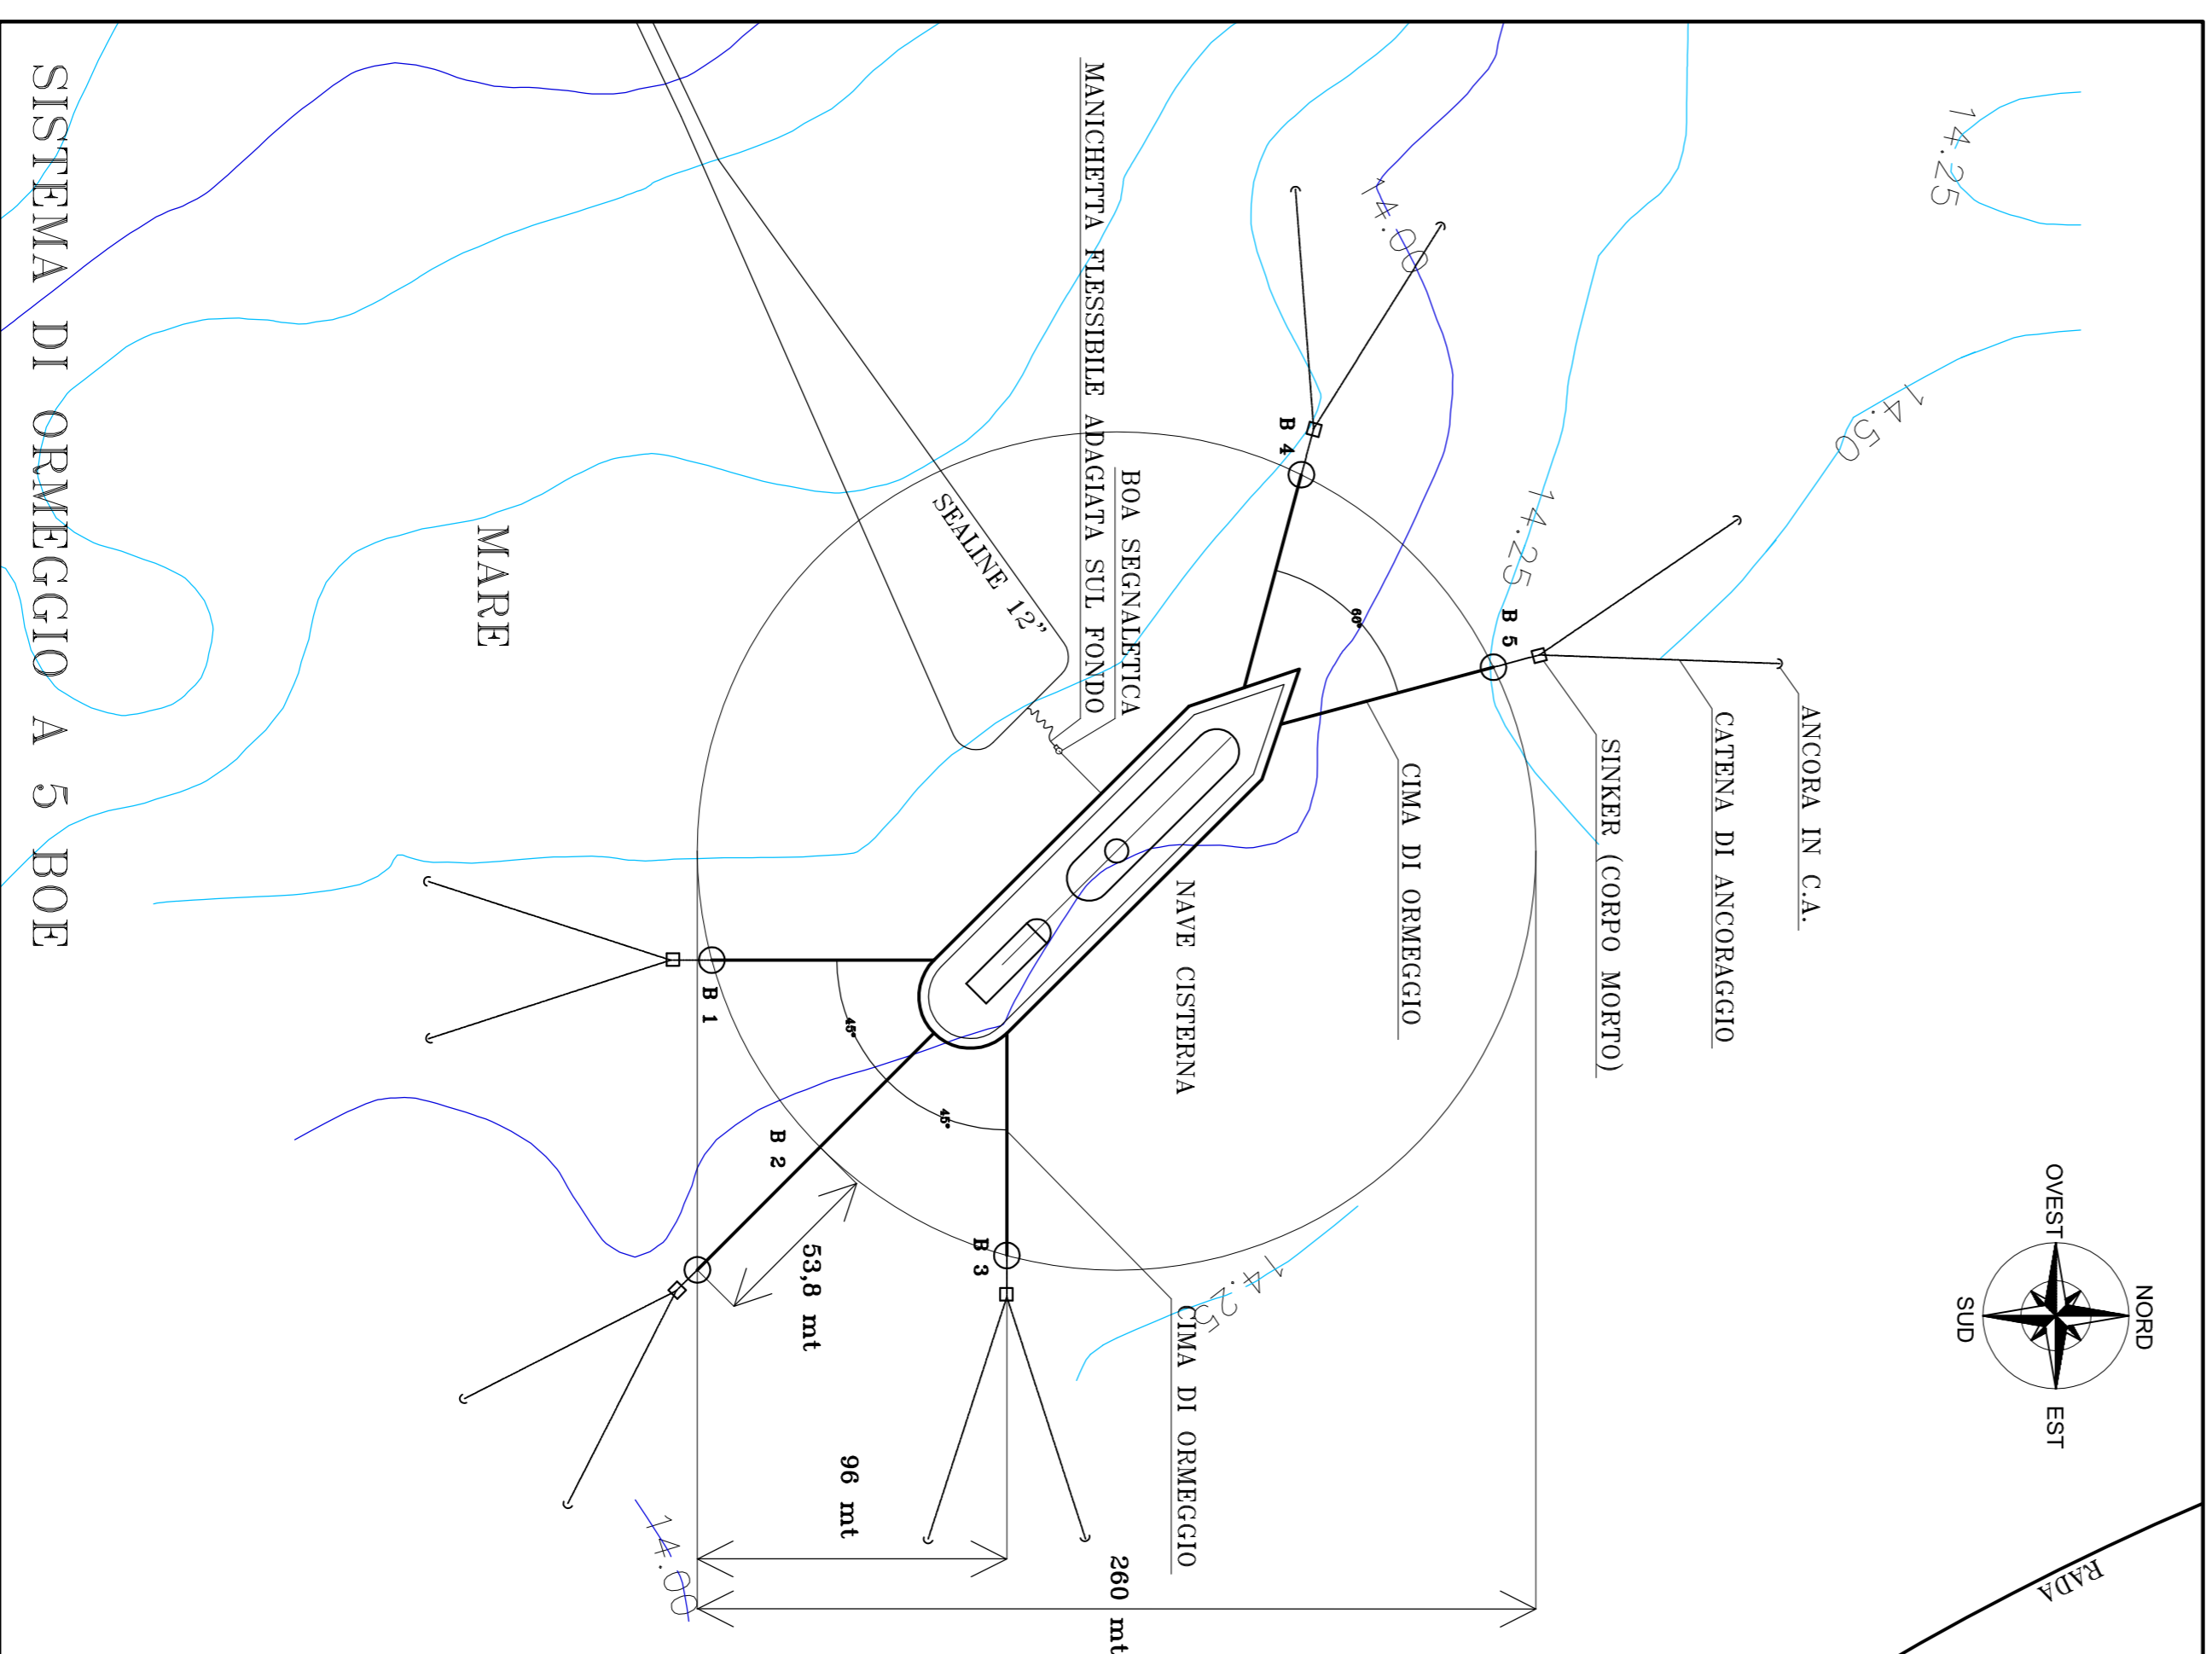 SISTEMA DI ORMEGGIO A 5 BOE
MARE
SEALINE 12"
MANICHETTA FLESSIBILE ADAGIATA SUL FONDO
BOA SEGNALETICA
NAVE CISTERNA
CIMA DI ORMEGGIO
SINKER (CORPO MORTO)
CATENA DI ANCORAGGIO
ANCORA IN C.A.
CIMA DI ORMEGGIO
B 1
B 2
B 3
B 4
B 5
45°
45°
60°
53,8 mt
96 mt
260 mt
14.00
14.25
14.50
14.25
14.25
14.00
NORD
OVEST
EST
SUD
RADA